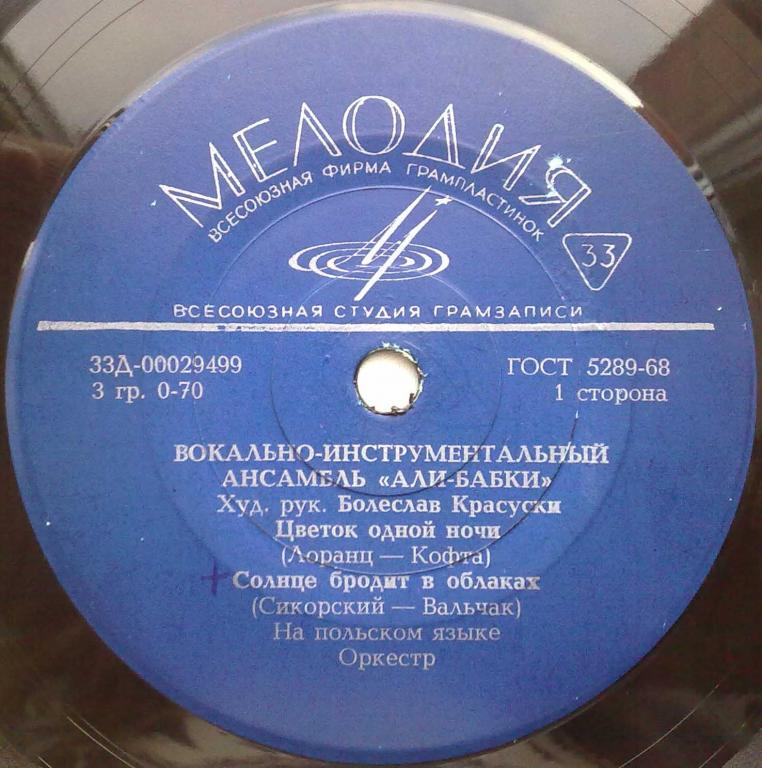 МЕЛОДИЯ
ВСЕСОЮЗНАЯ ФИРМА ГРАМПЛАСТИНОК
33
ВСЕСОЮЗНАЯ СТУДИЯ ГРАМЗАПИСИ
33Д-00029499
ГОСТ 5289-68
3 гр. 0-70
1 сторона
ВОКАЛЬНО-ИНСТРУМЕНТАЛЬНЫЙ
АНСАМБЛЬ «АЛИ-БАБКИ»
Худ. рук. Болеслав Красуски
Цветок одной ночи
(Лоранц — Кофта)
+ Солнце бродит в облаках
(Сикорский — Вальчак)
На польском языке
Оркестр